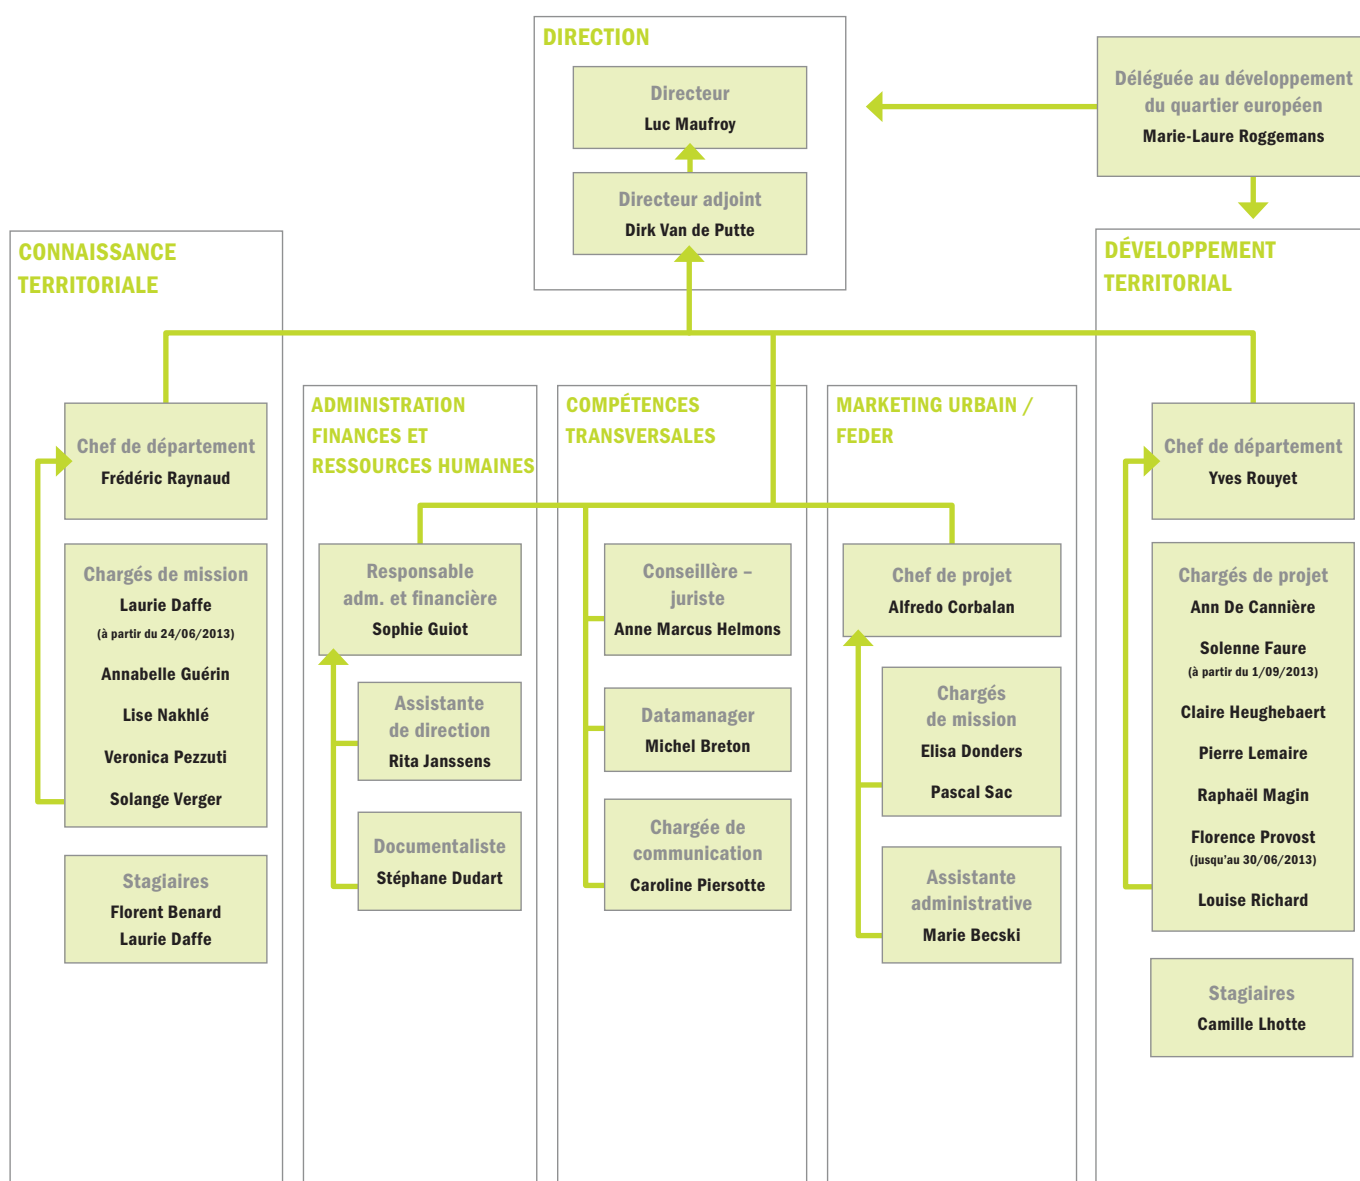 DIRECTION
Directeur
Luc Maufroy
Directeur adjoint
Dirk Van de Putte
Déléguée au développement
du quartier européen
Marie-Laure Roggemans
CONNAISSANCE
TERRITORIALE
Chef de département
Frédéric Raynaud
Chargés de mission
Laurie Daffe
(à partir du 24/06/2013)
Annabelle Guérin
Lise Nakhlé
Veronica Pezzuti
Solange Verger
Stagiaires
Florent Benard
Laurie Daffe
ADMINISTRATION
FINANCES ET
RESSOURCES HUMAINES
Responsable
adm. et financière
Sophie Guiot
Assistante
de direction
Rita Janssens
Documentaliste
Stéphane Dudart
COMPÉTENCES
TRANSVERSALES
Conseillère –
juriste
Anne Marcus Helmons
Datamanager
Michel Breton
Chargée de
communication
Caroline Piersotte
MARKETING URBAIN /
FEDER
Chef de projet
Alfredo Corbalan
Chargés
de mission
Elisa Donders
Pascal Sac
Assistante
administrative
Marie Becski
DÉVELOPPEMENT
TERRITORIAL
Chef de département
Yves Rouyet
Chargés de projet
Ann De Cannière
Solenne Faure
(à partir du 1/09/2013)
Claire Heughebaert
Pierre Lemaire
Raphaël Magin
Florence Provost
(jusqu'au 30/06/2013)
Louise Richard
Stagiaires
Camille Lhotte